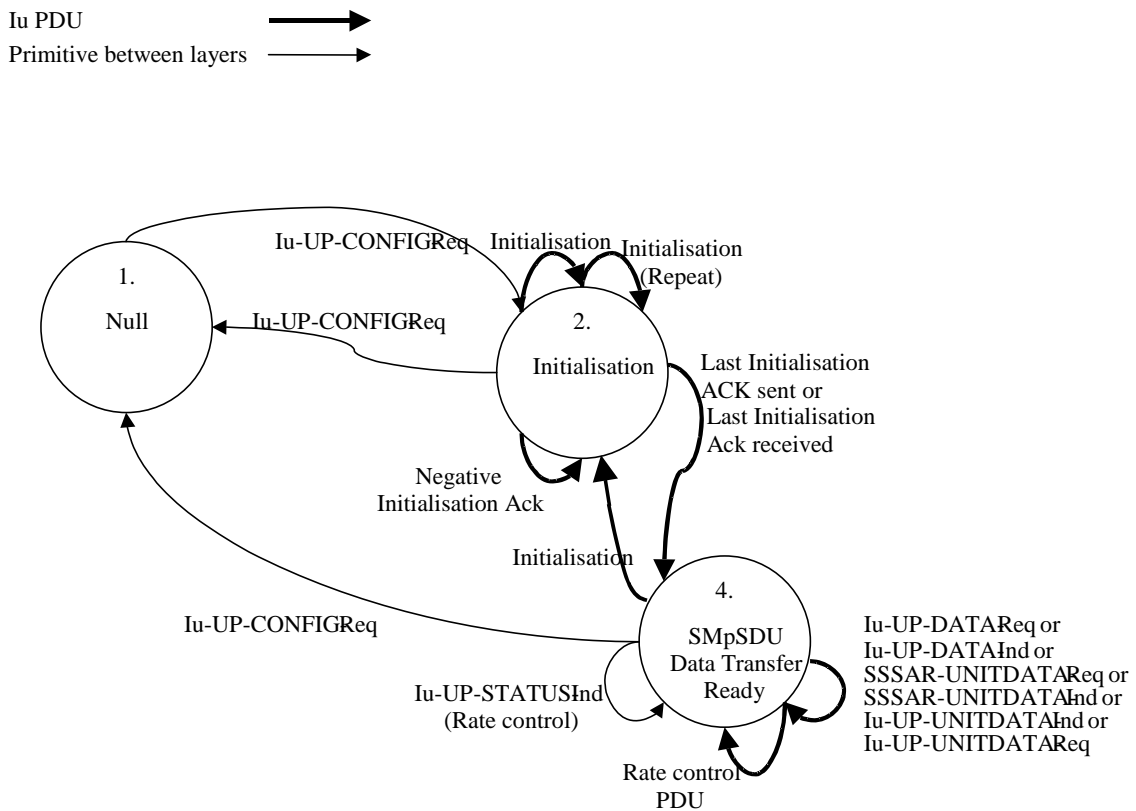 Iu PDU
Primitive between layers
Iu-UP-CONFIG-Req
Initialisation
Initialisation
(Repeat)
1.
Null
Iu-UP-CONFIG-Req
2.
Initialisation
Last Initialisation
ACK sent or
Last Initialisation
Ack received
Negative
Initialisation Ack
Initialisation
Iu-UP-CONFIG-Req
4.
SMpSDU
Data Transfer
Ready
Iu-UP-STATUS-Ind
(Rate control)
Iu-UP-DATA-Req or
Iu-UP-DATA-Ind or
SSSAR-UNITDATA-Req or
SSSAR-UNITDATA-Ind or
Iu-UP-UNITDATA-Ind or
Iu-UP-UNITDATA-Req
Rate control
PDU